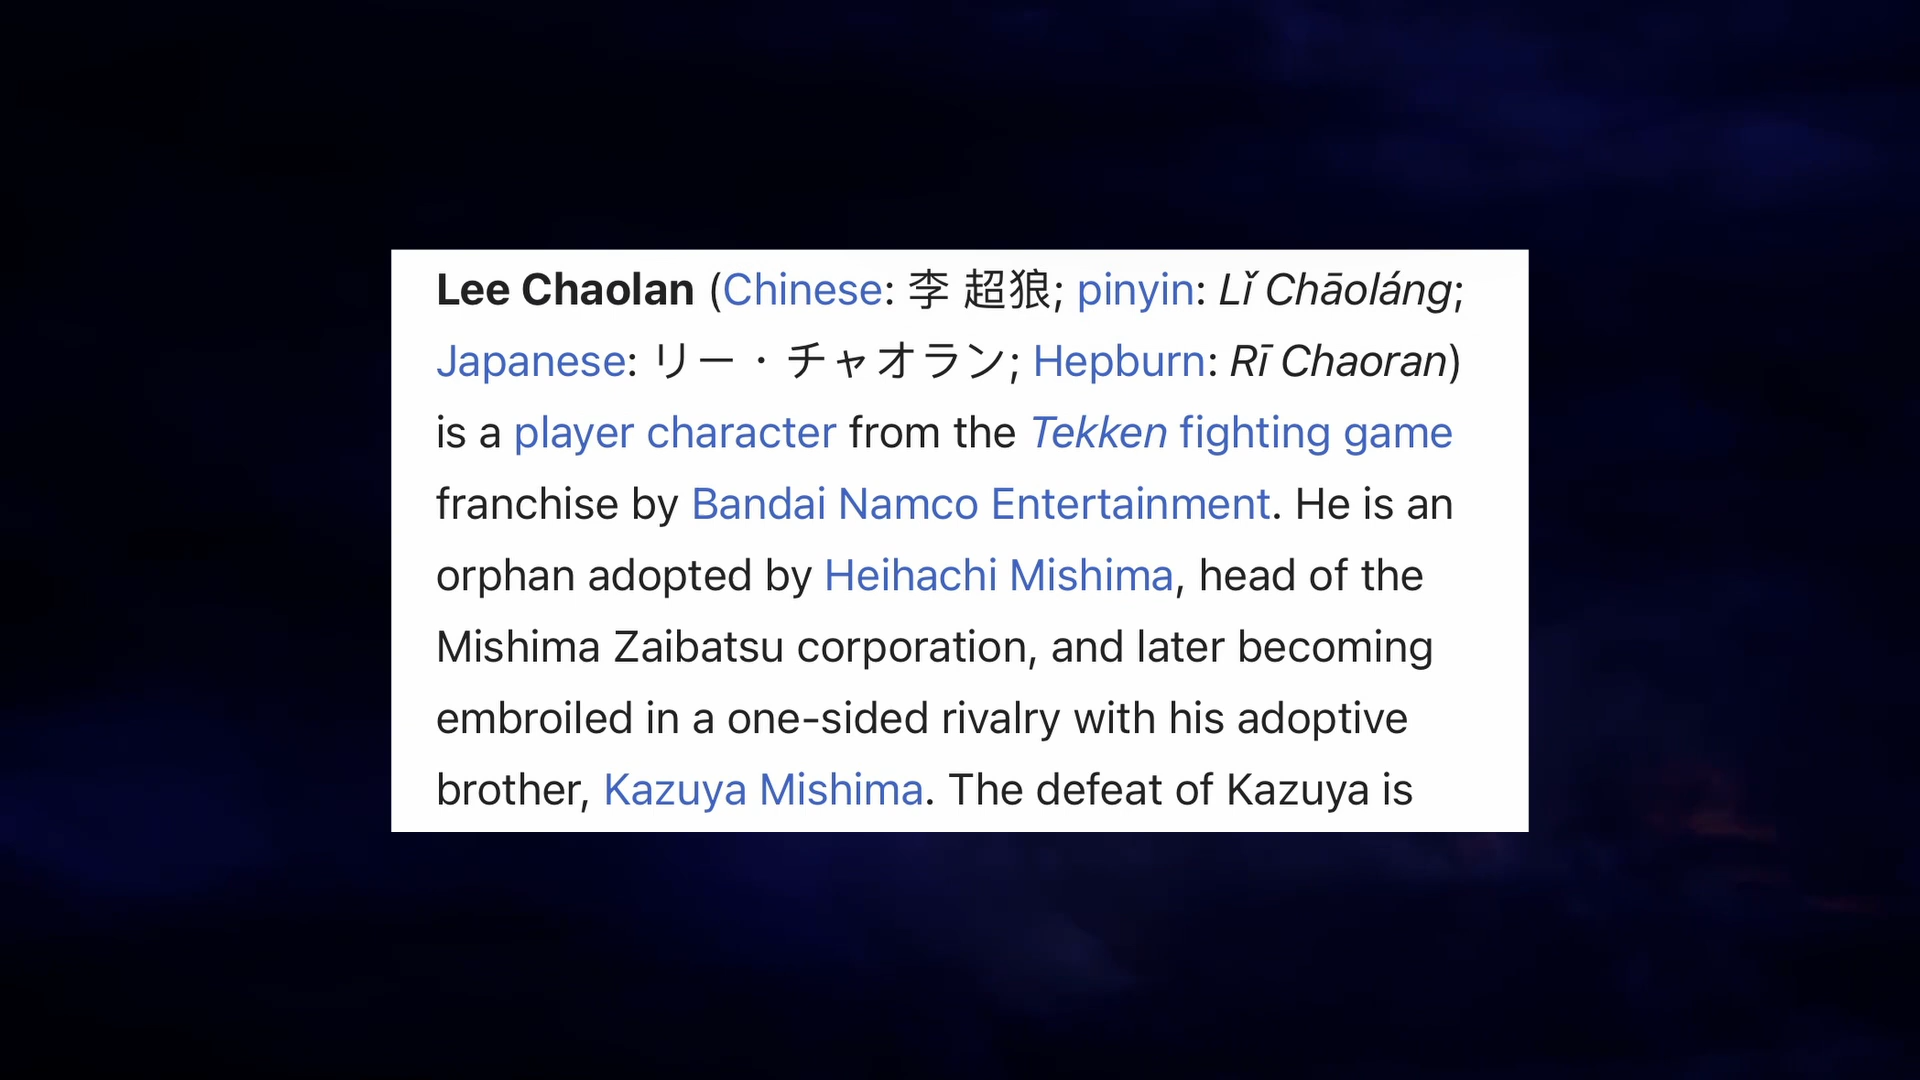 Lee Chaolan (Chinese: 李 超狼; pinyin: Lǐ Chāoláng;
Japanese: リー・チャオラン; Hepburn: Rī Chaoran)
is a player character from the Tekken fighting game
franchise by Bandai Namco Entertainment. He is an
orphan adopted by Heihachi Mishima, head of the
Mishima Zaibatsu corporation, and later becoming
embroiled in a one-sided rivalry with his adoptive
brother, Kazuya Mishima. The defeat of Kazuya is